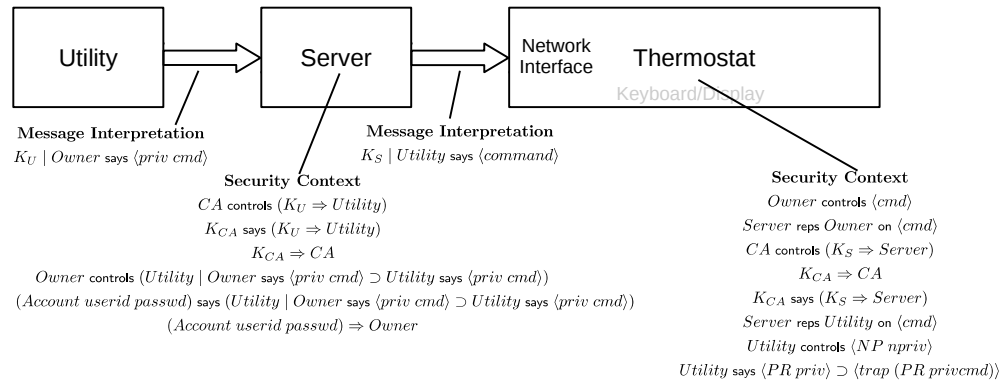 Utility
Server
Network
Interface
Thermostat
Keyboard/Display
Message Interpretation
K_U | Owner says ⟨priv cmd⟩
Message Interpretation
K_S | Utility says ⟨command⟩
Security Context
CA controls (K_U ⇒ Utility)
K_CA says (K_U ⇒ Utility)
K_CA ⇒ CA
Owner controls (Utility | Owner says ⟨priv cmd⟩ ⊃ Utility says ⟨priv cmd⟩)
(Account userid passwd) says (Utility | Owner says ⟨priv cmd⟩ ⊃ Utility says ⟨priv cmd⟩)
(Account userid passwd) ⇒ Owner
Security Context
Owner controls ⟨cmd⟩
Server reps Owner on ⟨cmd⟩
CA controls (K_S ⇒ Server)
K_CA ⇒ CA
K_CA says (K_S ⇒ Server)
Server reps Utility on ⟨cmd⟩
Utility controls ⟨NP npriv⟩
Utility says ⟨PR priv⟩ ⊃ ⟨trap (PR privcmd)⟩